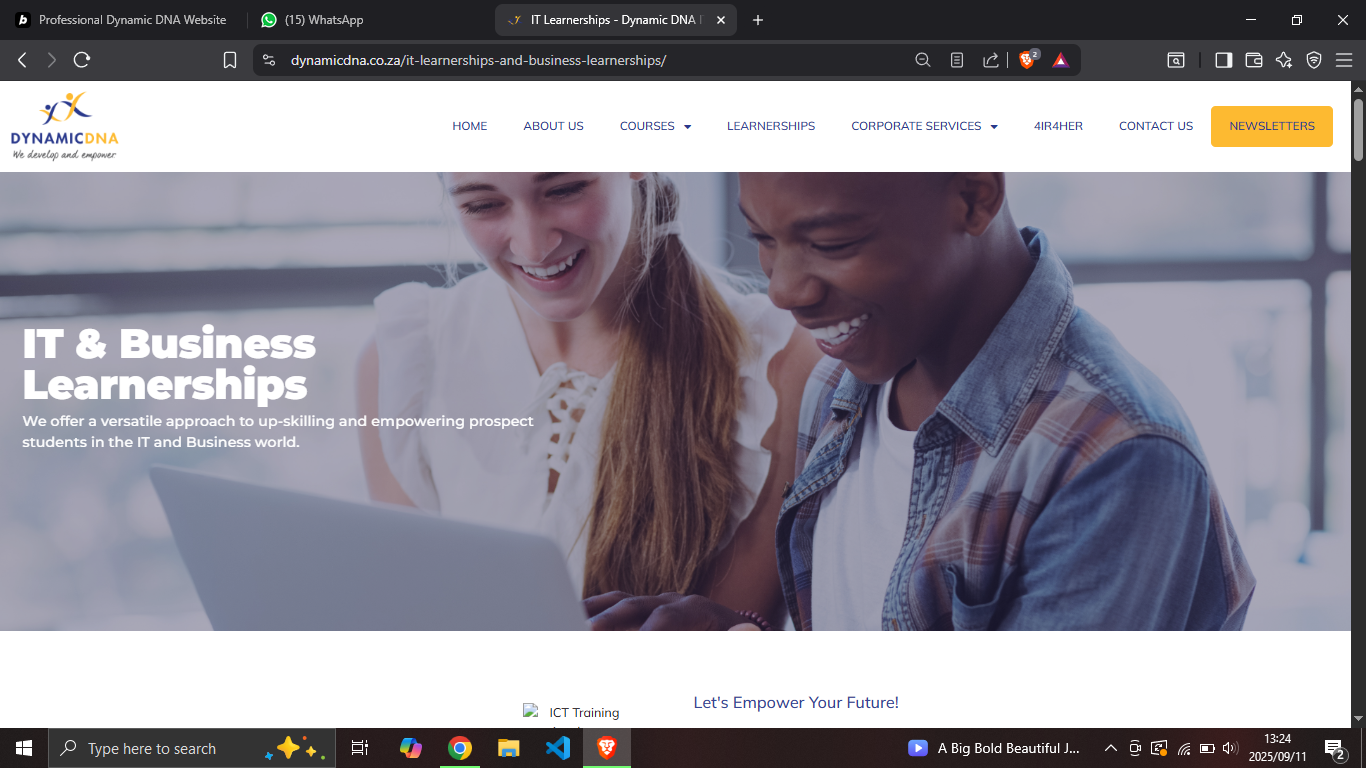 Professional Dynamic DNA Website
(15) WhatsApp
IT Learnerships - Dynamic DNA
dynamicdna.co.za/it-learnerships-and-business-learnerships/
2
DYNAMICDNA
We develop and empower
HOME
ABOUT US
COURSES
LEARNERSHIPS
CORPORATE SERVICES
4IR4HER
CONTACT US
NEWSLETTERS
IT & Business
Learnerships
We offer a versatile approach to up-skilling and empowering prospect
students in the IT and Business world.
Let's Empower Your Future!
ICT Training
Type here to search
A Big Bold Beautiful J...
13:24
2025/09/11
2